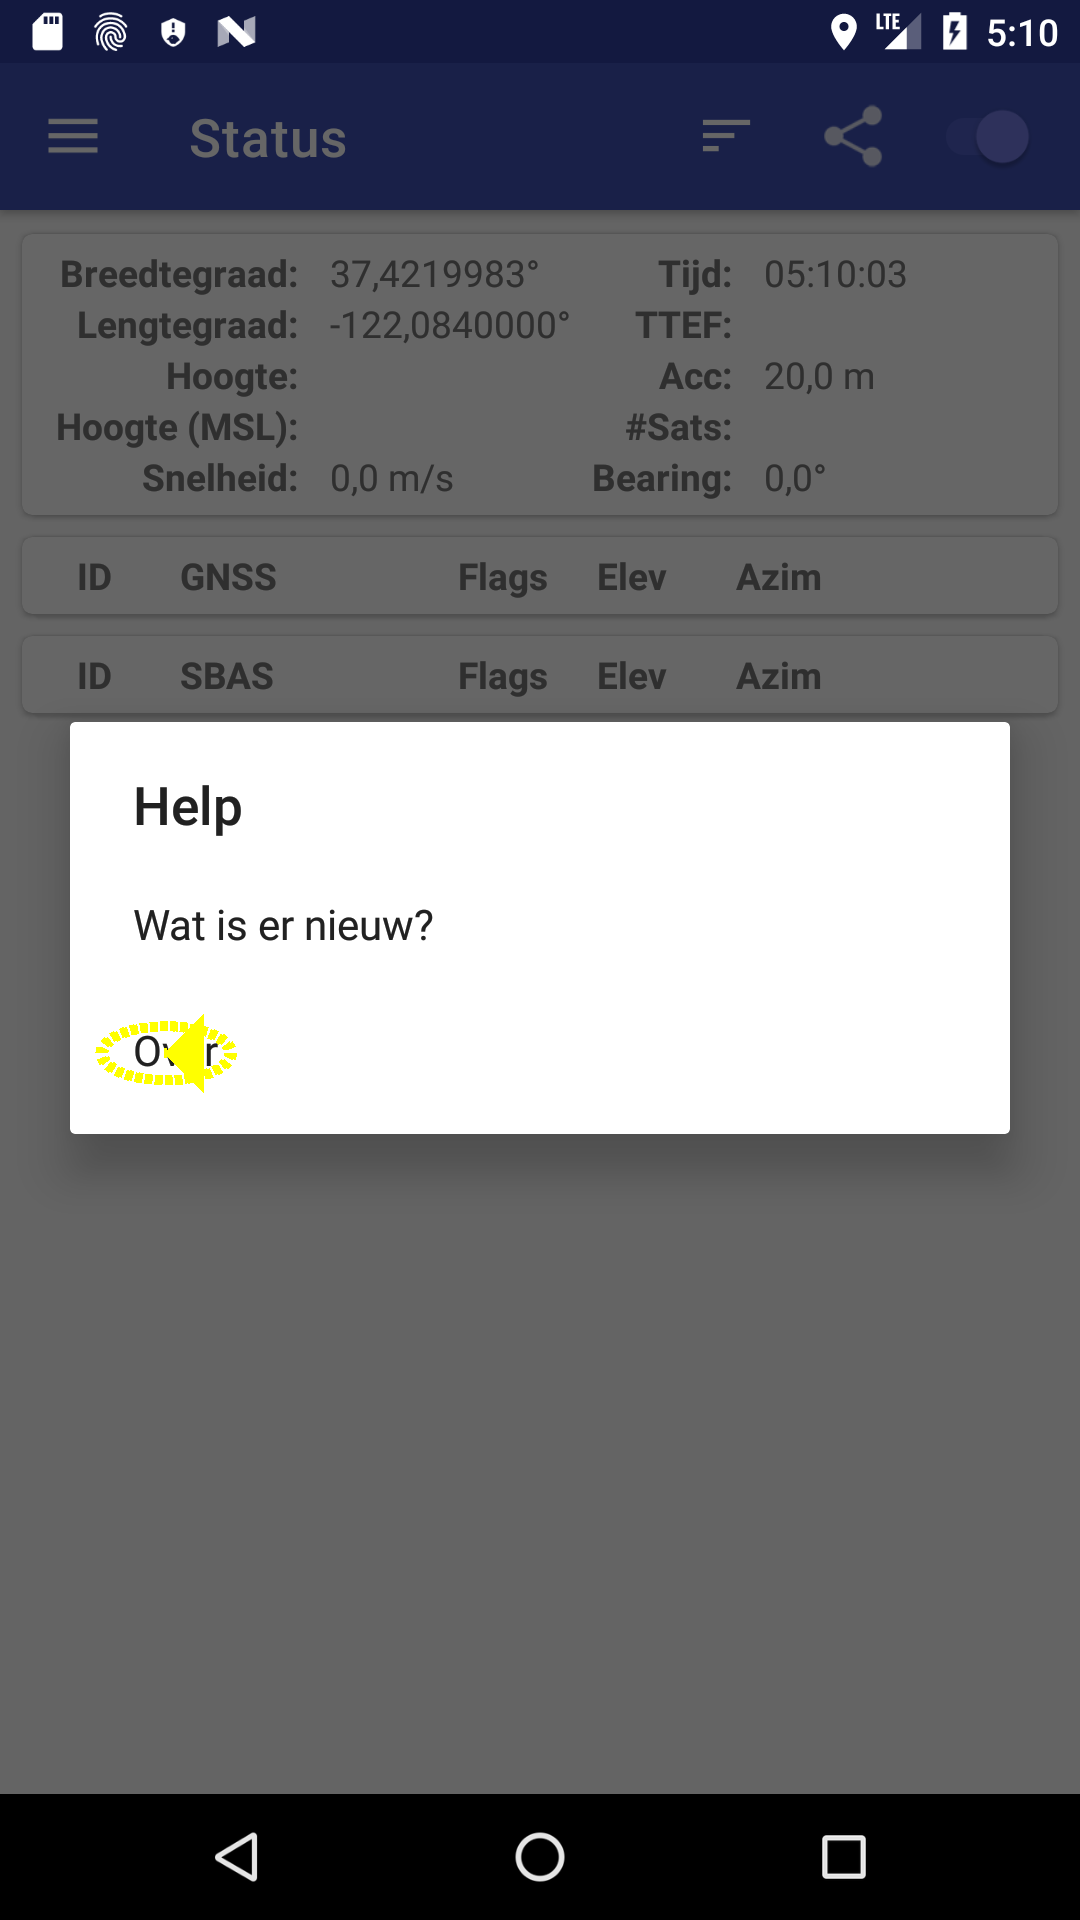 LTE 5:10
Status
Breedtegraad: 37,4219983° Tijd: 05:10:03
Lengtegraad: -122,0840000° TTEF:
Hoogte: Acc: 20,0 m
Hoogte (MSL): #Sats:
Snelheid: 0,0 m/s Bearing: 0,0°
ID GNSS Flags Elev Azim
ID SBAS Flags Elev Azim
Help
Wat is er nieuw?
Over